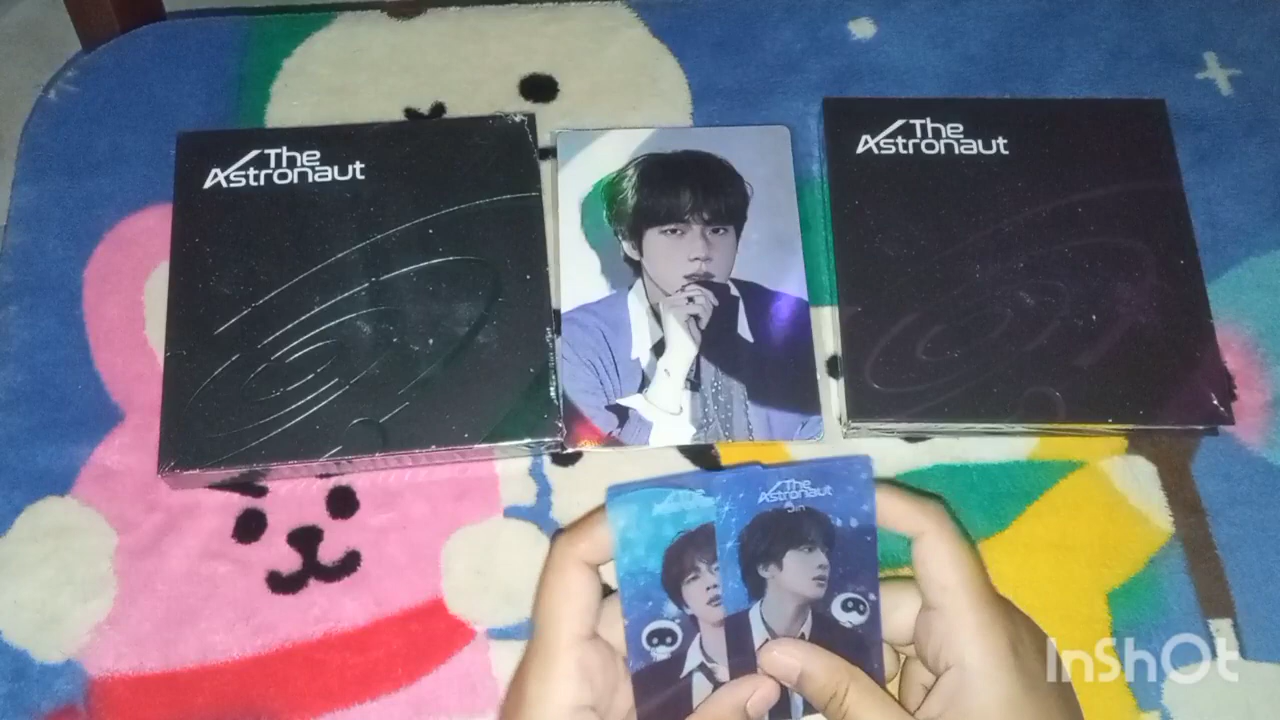 The
Astronaut
The
Astronaut
The
Astronaut
The
Astronaut
Jin
InShOt